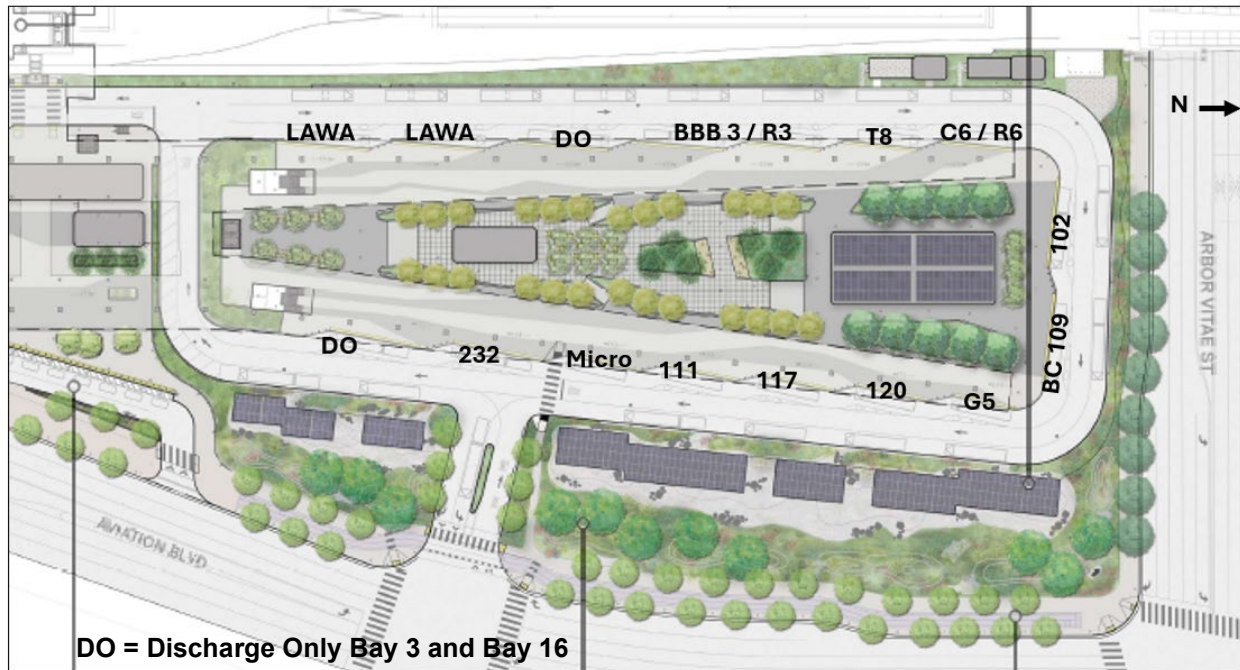 N
LAWA
LAWA
DO
BBB 3 / R3
T8
C6 / R6
102
BC 109
ARBOR VITAE ST
DO
232
Micro
111
117
120
G5
AVIATION BLVD
DO = Discharge Only Bay 3 and Bay 16